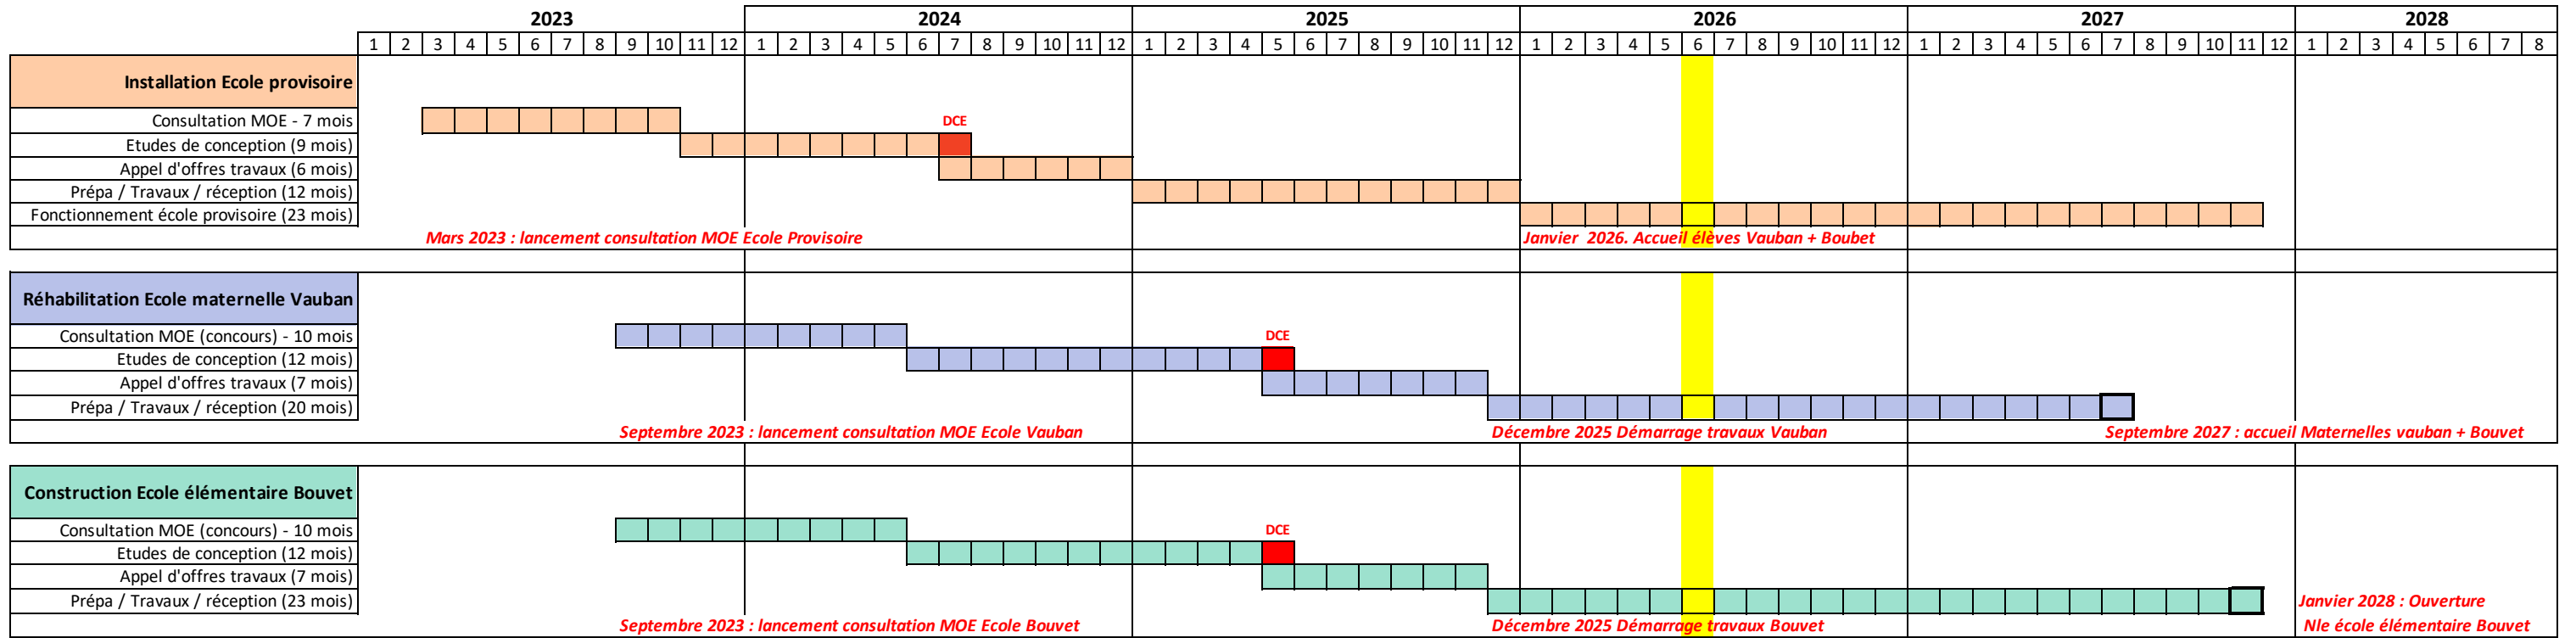 2023 2024 2025 2026 2027 2028
1 2 3 4 5 6 7 8 9 10 11 12 1 2 3 4 5 6 7 8 9 10 11 12 1 2 3 4 5 6 7 8 9 10 11 12 1 2 3 4 5 6 7 8 9 10 11 12 1 2 3 4 5 6 7 8 9 10 11 12 1 2 3 4 5 6 7 8
Installation Ecole provisoire
Consultation MOE - 7 mois DCE
Etudes de conception (9 mois)
Appel d'offres travaux (6 mois)
Prépa / Travaux / réception (12 mois)
Fonctionnement école provisoire (23 mois)
Mars 2023 : lancement consultation MOE Ecole Provisoire Janvier 2026. Accueil élèves Vauban + Boubet
Réhabilitation Ecole maternelle Vauban
Consultation MOE (concours) - 10 mois DCE
Etudes de conception (12 mois)
Appel d'offres travaux (7 mois)
Prépa / Travaux / réception (20 mois)
Septembre 2023 : lancement consultation MOE Ecole Vauban Décembre 2025 Démarrage travaux Vauban Septembre 2027 : accueil Maternelles vauban + Bouvet
Construction Ecole élémentaire Bouvet
Consultation MOE (concours) - 10 mois DCE
Etudes de conception (12 mois)
Appel d'offres travaux (7 mois)
Prépa / Travaux / réception (23 mois) Janvier 2028 : Ouverture
Septembre 2023 : lancement consultation MOE Ecole Bouvet Décembre 2025 Démarrage travaux Bouvet Nle école élémentaire Bouvet